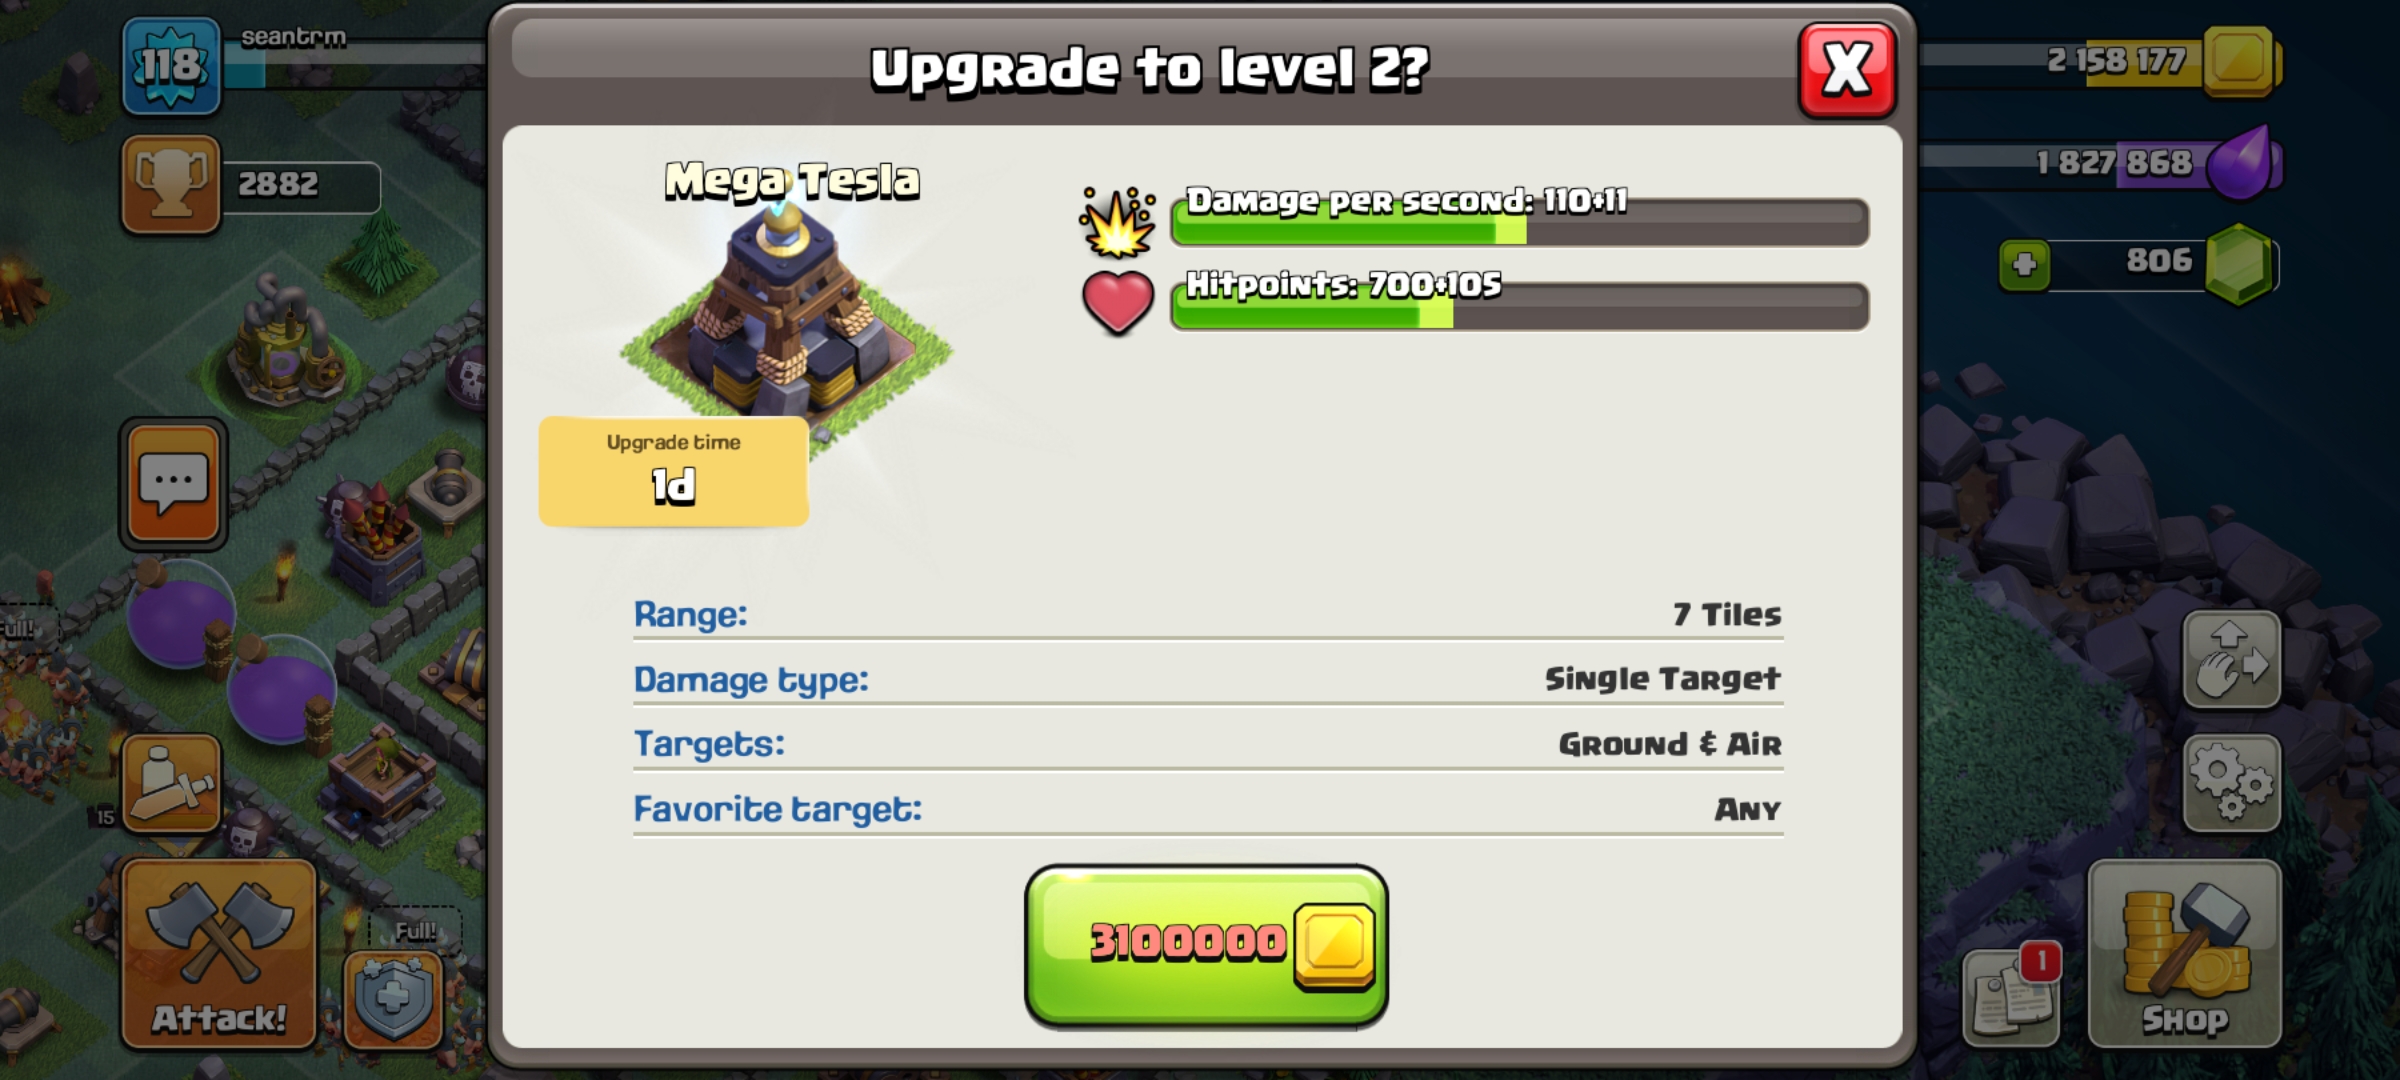 118
seantrm
2882
Upgrade to level 2?
X
2 158 177
1 827 868
806
Mega Tesla
Damage per second: 110+11
Hitpoints: 700+105
Upgrade time
1d
Range: 7 Tiles
Damage type: Single Target
Targets: Ground & Air
Favorite target: Any
3100000
Full!
15
Full!
Attack!
1
Shop